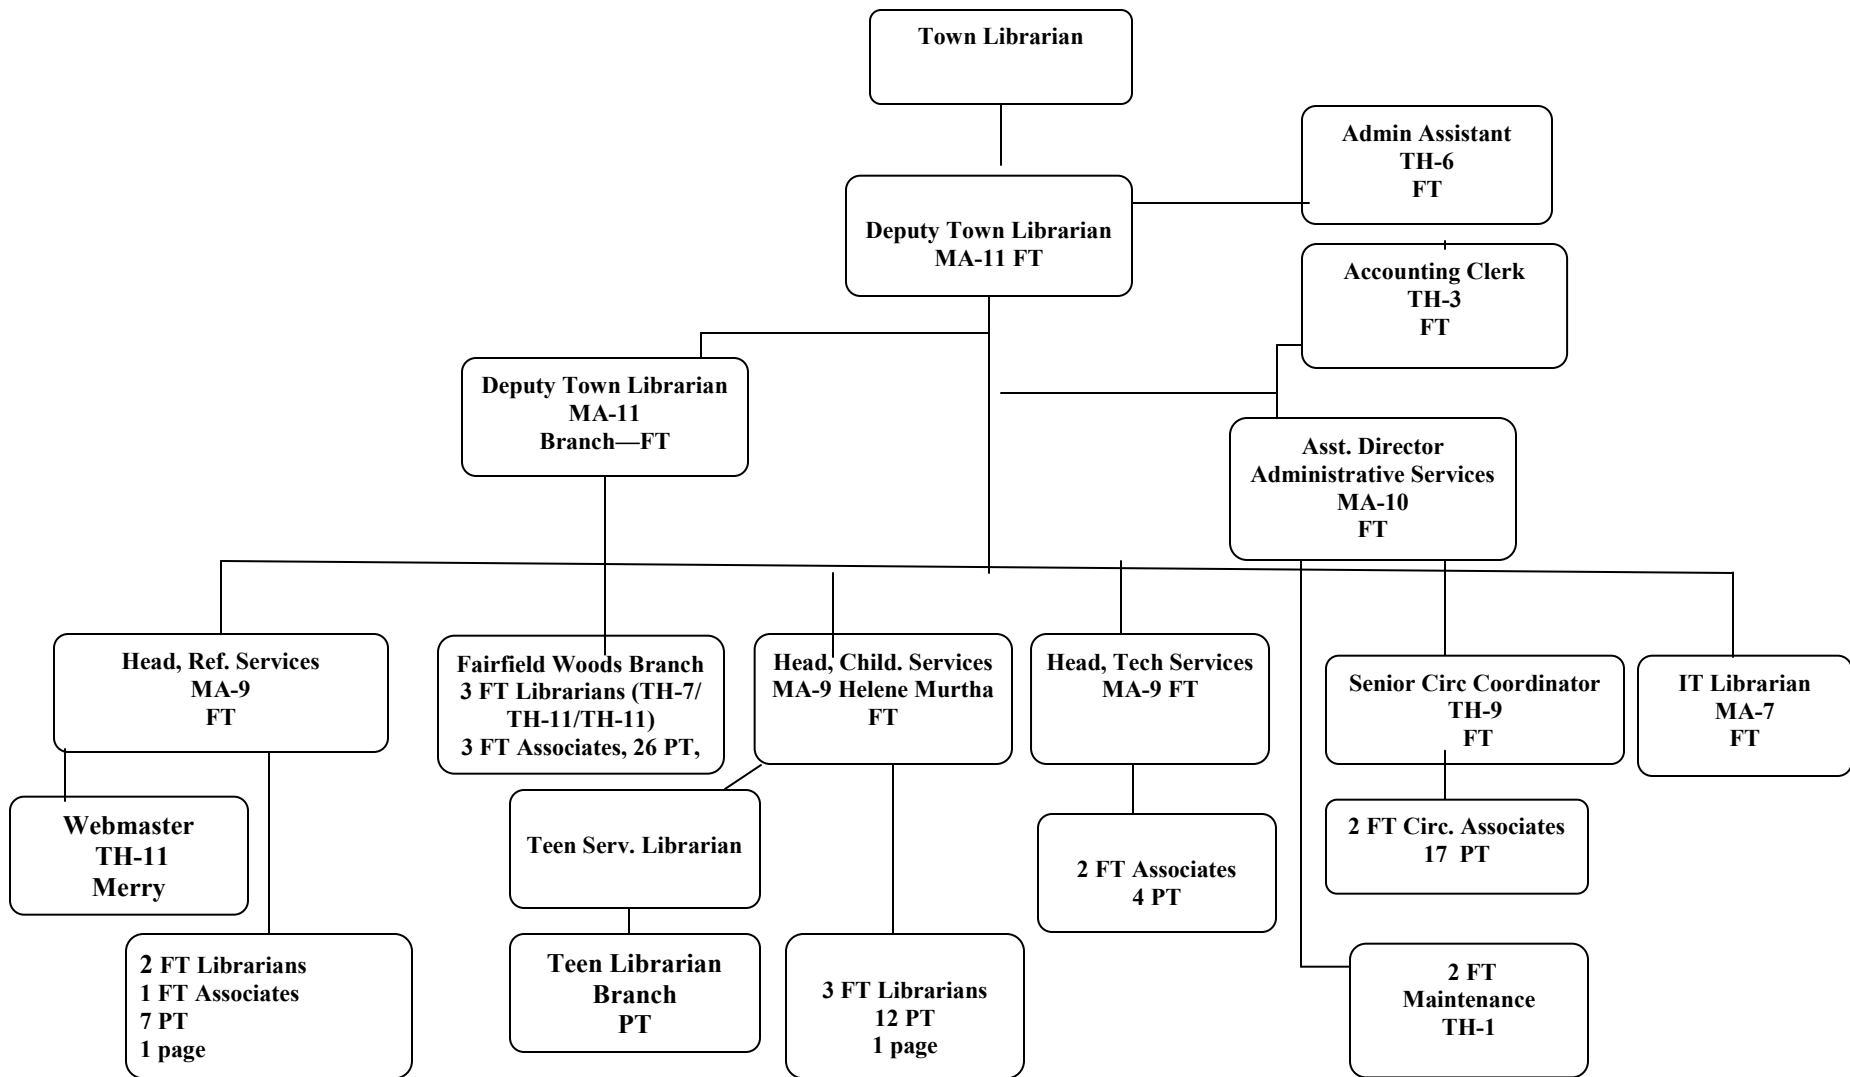 Town Librarian
Admin Assistant
TH-6
FT
Deputy Town Librarian
MA-11 FT
Accounting Clerk
TH-3
FT
Deputy Town Librarian
MA-11
Branch—FT
Asst. Director
Administrative Services
MA-10
FT
Head, Ref. Services
MA-9
FT
Fairfield Woods Branch
3 FT Librarians (TH-7/
TH-11/TH-11)
3 FT Associates, 26 PT,
Head, Child. Services
MA-9 Helene Murtha
FT
Head, Tech Services
MA-9 FT
Senior Circ Coordinator
TH-9
FT
IT Librarian
MA-7
FT
Webmaster
TH-11
Merry
Teen Serv. Librarian
2 FT Associates
4 PT
2 FT Circ. Associates
17 PT
2 FT Librarians
1 FT Associates
7 PT
1 page
Teen Librarian
Branch
PT
3 FT Librarians
12 PT
1 page
2 FT
Maintenance
TH-1